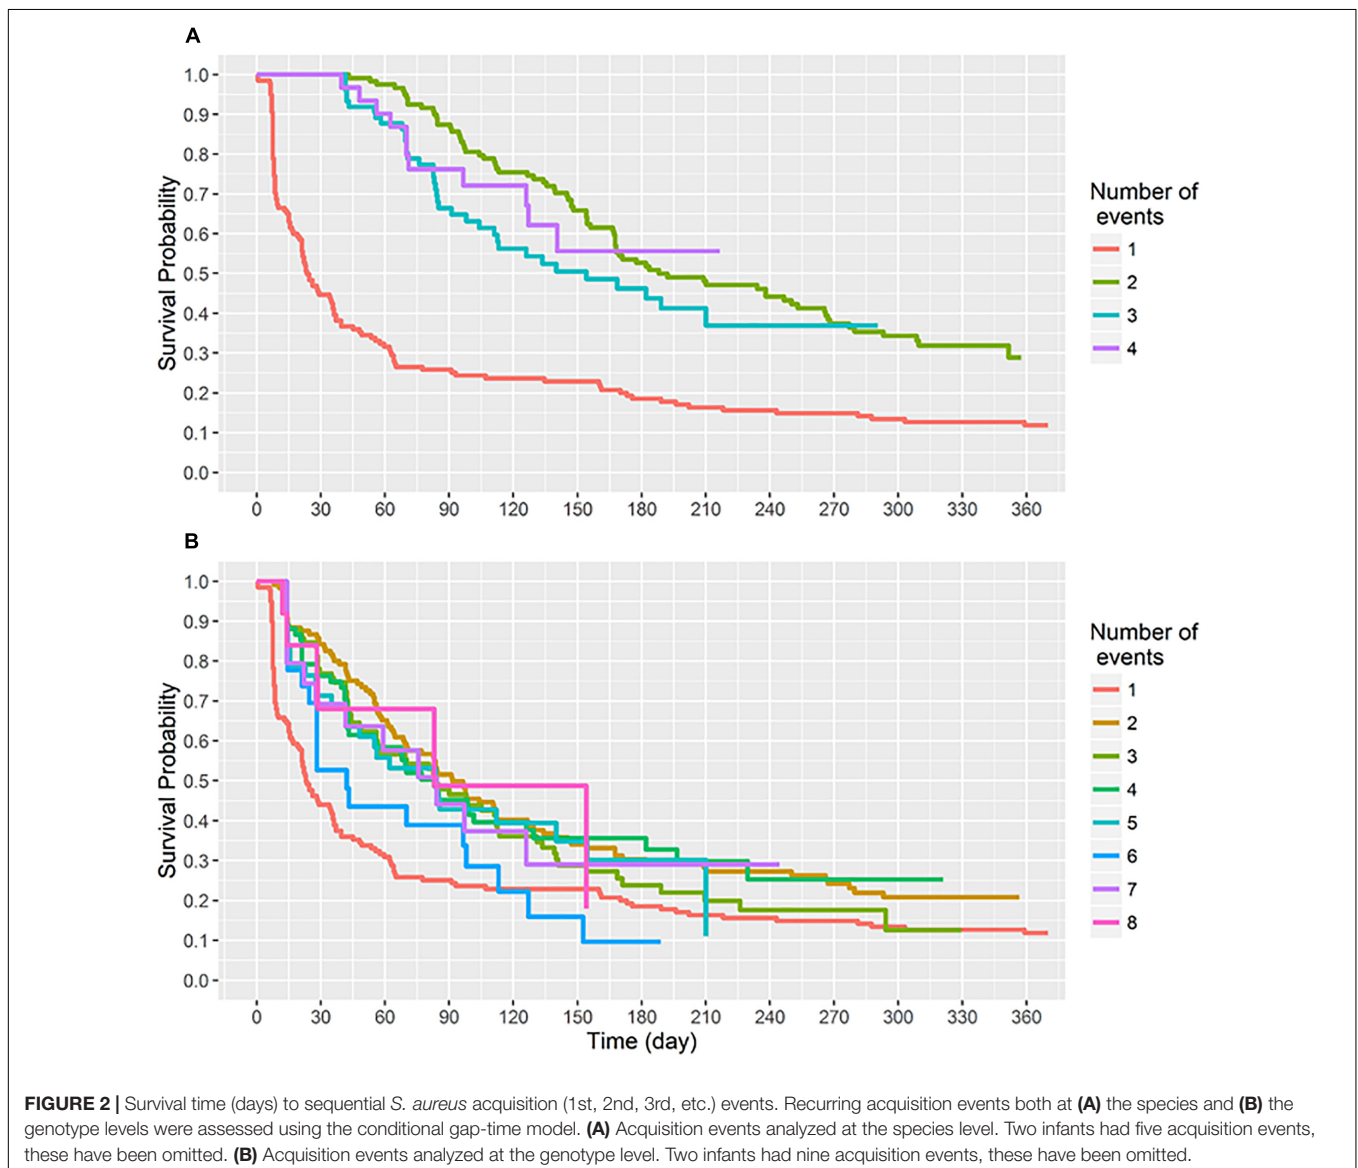 A
1.0
0.9
0.8
0.7
0.6
0.5
0.4
0.3
0.2
0.1
0.0
Survival Probability
0 30 60 90 120 150 180 210 240 270 300 330 360
Number of
events
1
2
3
4
B
1.0
0.9
0.8
0.7
0.6
0.5
0.4
0.3
0.2
0.1
0.0
Survival Probability
0 30 60 90 120 150 180 210 240 270 300 330 360
Time (day)
Number of
events
1
2
3
4
5
6
7
8
FIGURE 2 | Survival time (days) to sequential S. aureus acquisition (1st, 2nd, 3rd, etc.) events. Recurring acquisition events both at (A) the species and (B) the
genotype levels were assessed using the conditional gap-time model. (A) Acquisition events analyzed at the species level. Two infants had five acquisition events,
these have been omitted. (B) Acquisition events analyzed at the genotype level. Two infants had nine acquisition events, these have been omitted.